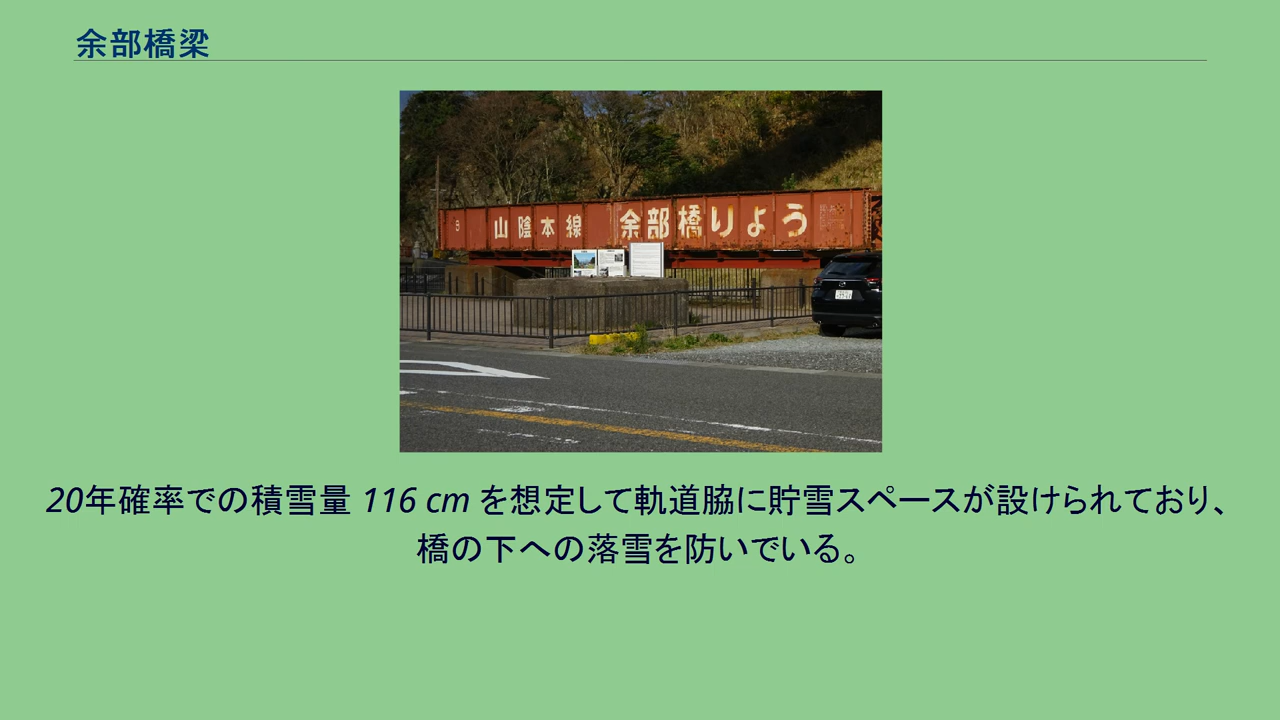 余部橋梁
山陰本線 余部橋りょう
20年確率での積雪量 116 cm を想定して軌道脇に貯雪スペースが設けられており、
橋の下への落雪を防いでいる。